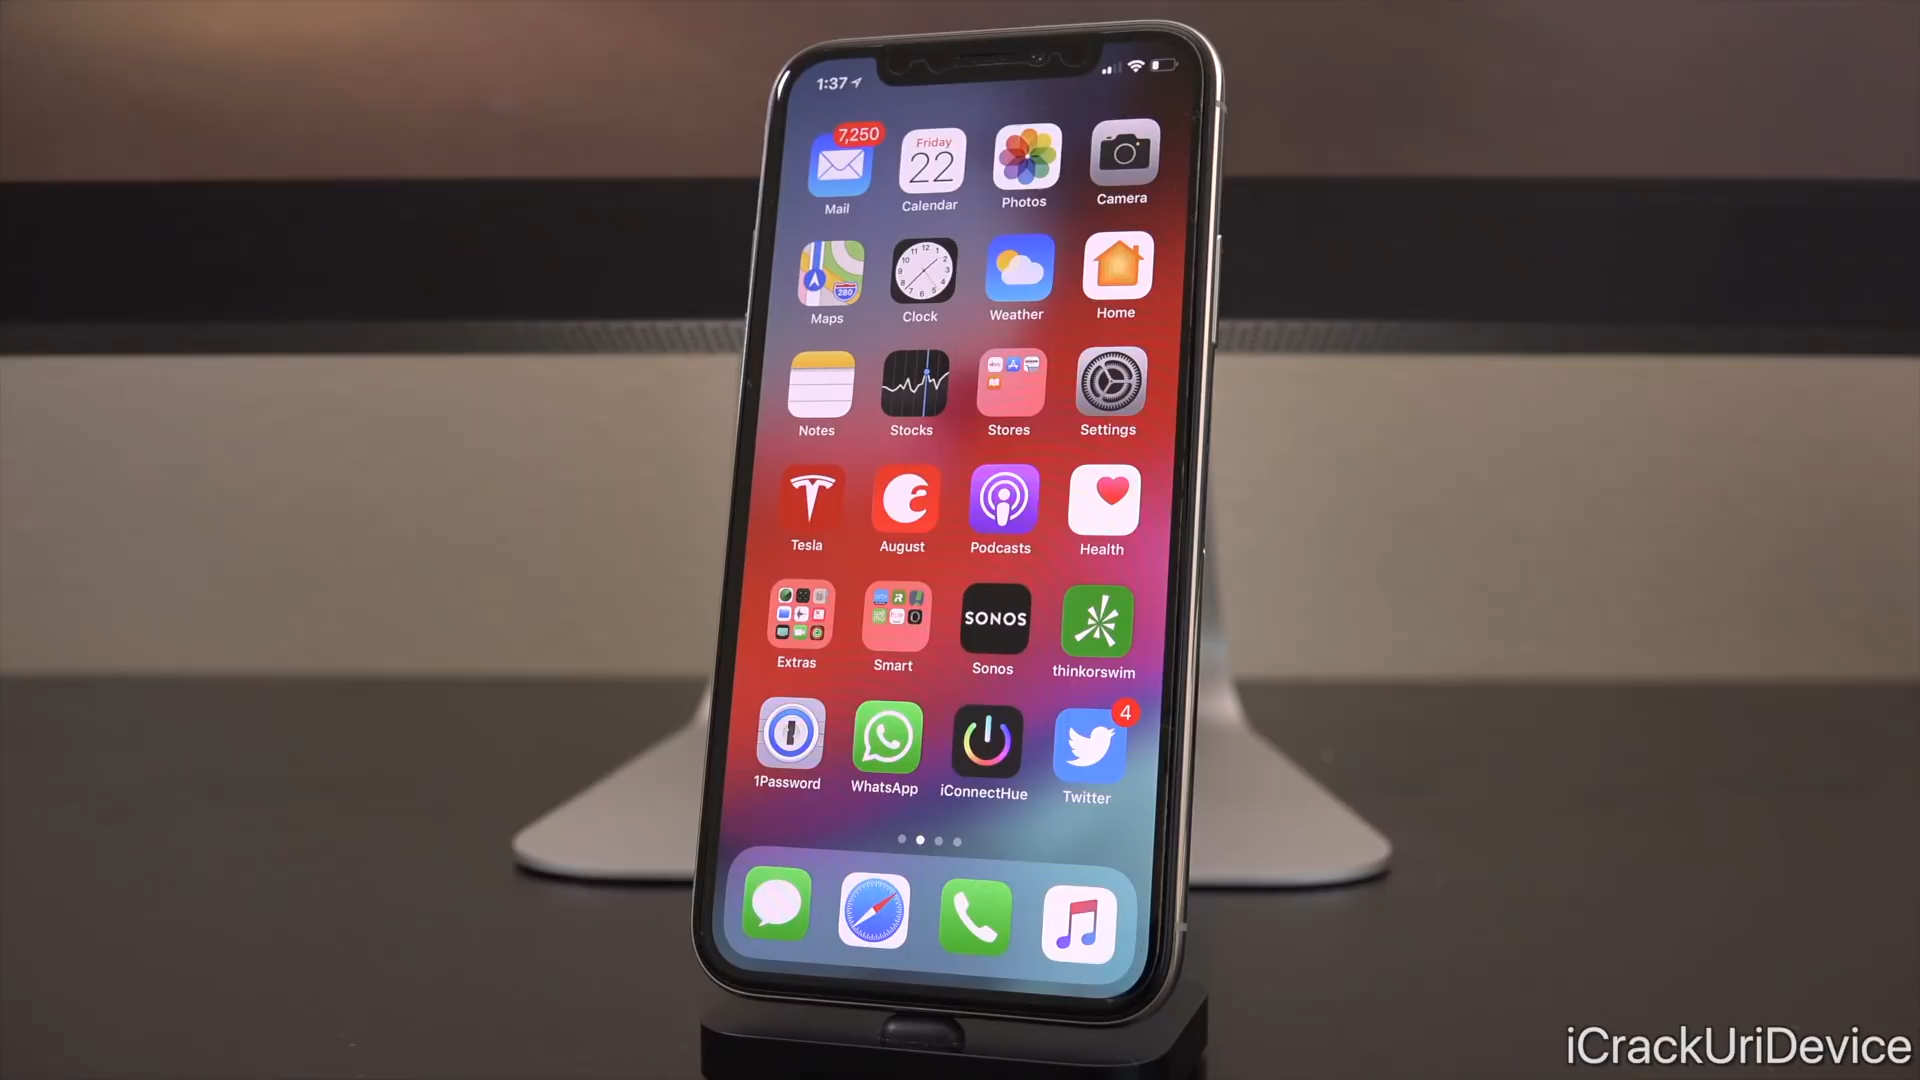 1:37
7,250
Friday
22
Mail
Calendar
Photos
Camera
280
Maps
Clock
Weather
Home
Notes
Stocks
Stores
Settings
Tesla
August
Podcasts
Health
SONOS
Extras
Smart
Sonos
thinkorswim
4
1Password
WhatsApp
iConnectHue
Twitter
iCrackUriDevice